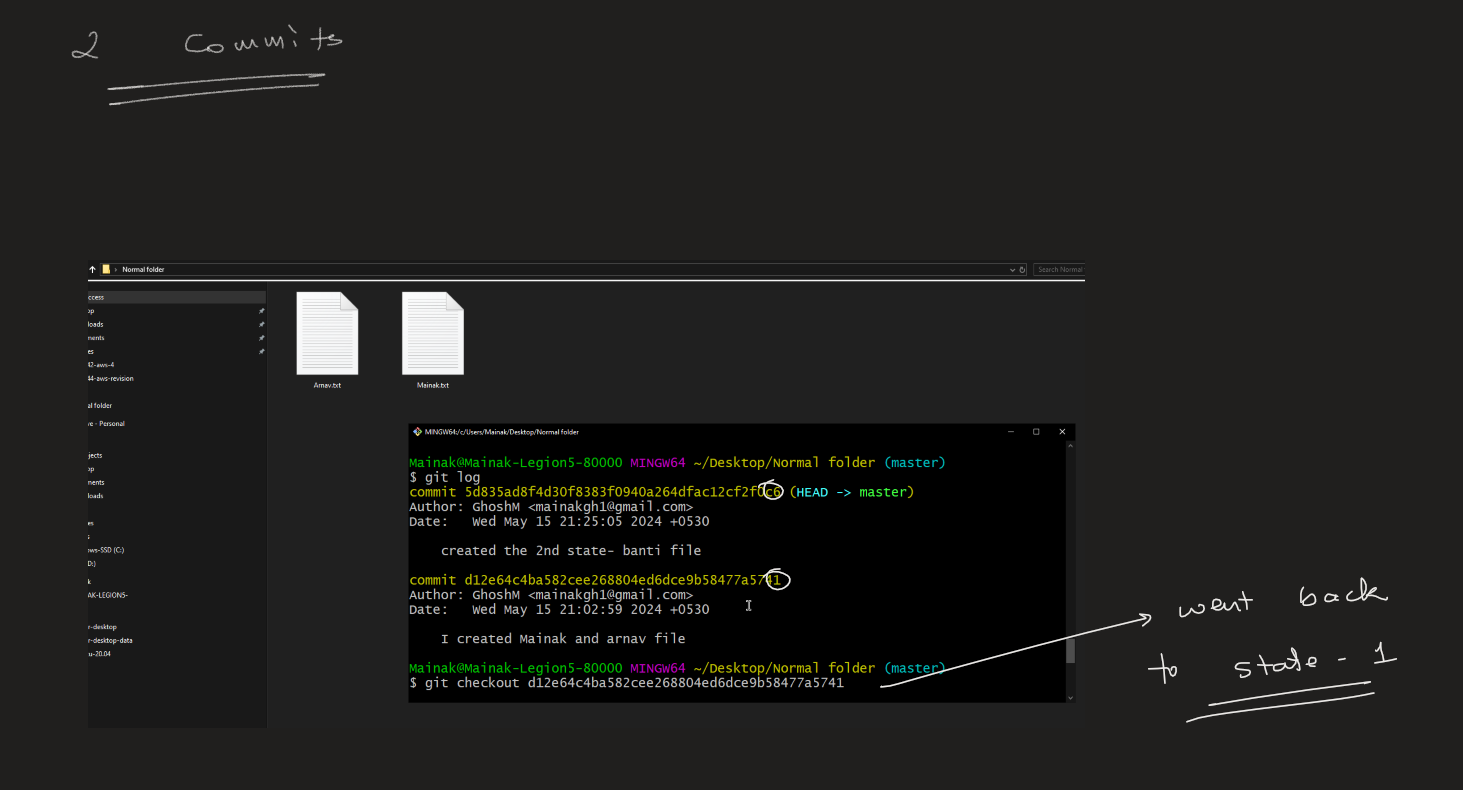 2 Commits
Normal folder
Search Normal
ccess
op
loads
ments
es
42-aws-4
44-aws-revision
al folder
ve - Personal
jects
op
ments
loads
es
s
ows-SSD (C:)
D:)
k
AK-LEGION5-
r-desktop
r-desktop-data
u-20.04
Arnav.txt
Mainak.txt
MINGW64:/c/Users/Mainak/Desktop/Normal folder
Mainak@Mainak-Legion5-80000 MINGW64 ~/Desktop/Normal folder (master)
$ git log
commit 5d835ad8f4d30f8383f0940a264dfac12cf2f0c6 (HEAD -> master)
Author: GhoshM <mainakgh1@gmail.com>
Date:   Wed May 15 21:25:05 2024 +0530
created the 2nd state- banti file
commit d12e64c4ba582cee268804ed6dce9b58477a5741
Author: GhoshM <mainakgh1@gmail.com>
Date:   Wed May 15 21:02:59 2024 +0530
I created Mainak and arnav file
Mainak@Mainak-Legion5-80000 MINGW64 ~/Desktop/Normal folder (master)
$ git checkout d12e64c4ba582cee268804ed6dce9b58477a5741
went back
to state - 1